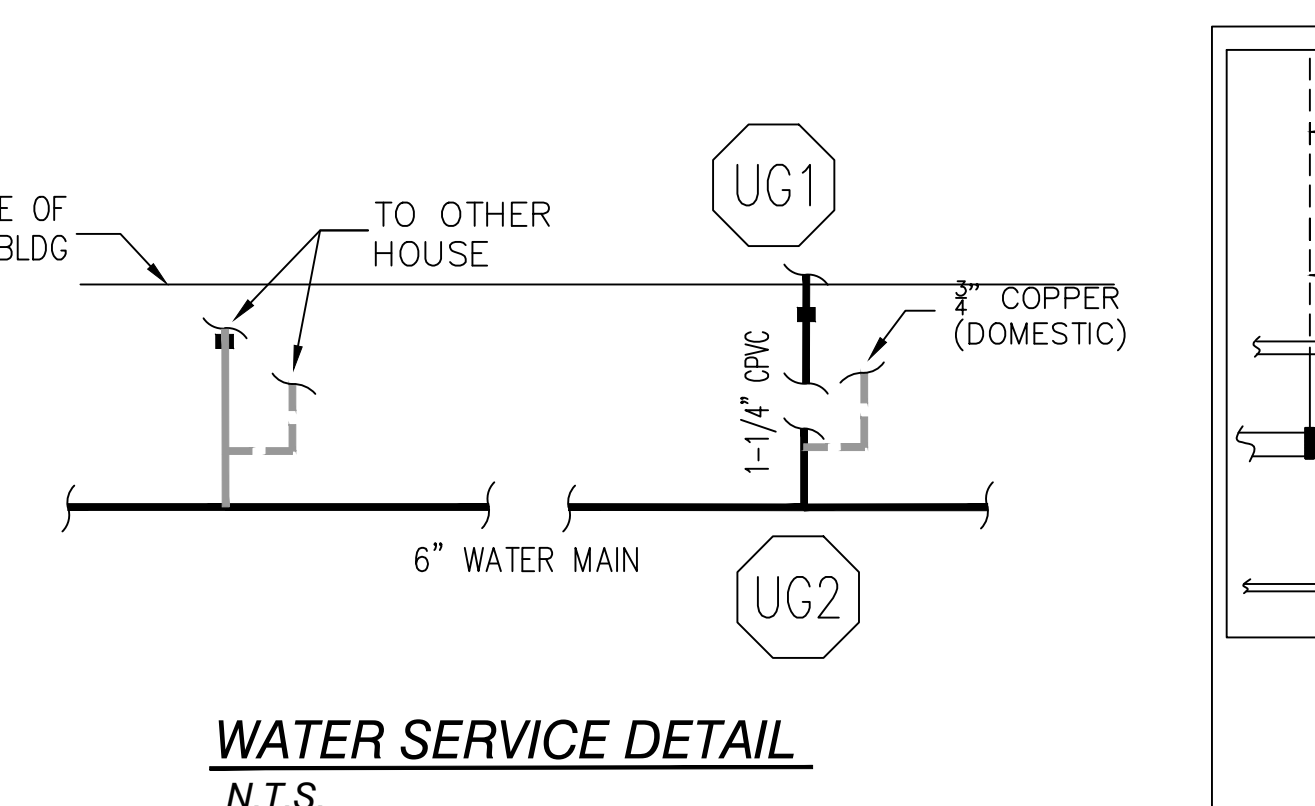 UG1
E OF
BLDG
TO OTHER
HOUSE
3/4” COPPER
(DOMESTIC)
1-1/4” CPVC
6” WATER MAIN
UG2
WATER SERVICE DETAIL
N.T.S.